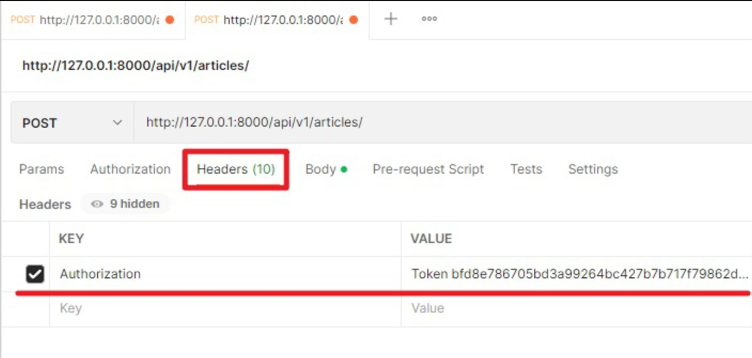 POST http://127.0.0.1:8000/a POST http://127.0.0.1:8000/a + ooo
http://127.0.0.1:8000/api/v1/articles/
POST http://127.0.0.1:8000/api/v1/articles/
Params Authorization Headers (10) Body Pre-request Script Tests Settings
Headers 9 hidden
KEY VALUE
Authorization Token bfd8e786705bd3a99264bc427b7b717f79862d...
Key Value